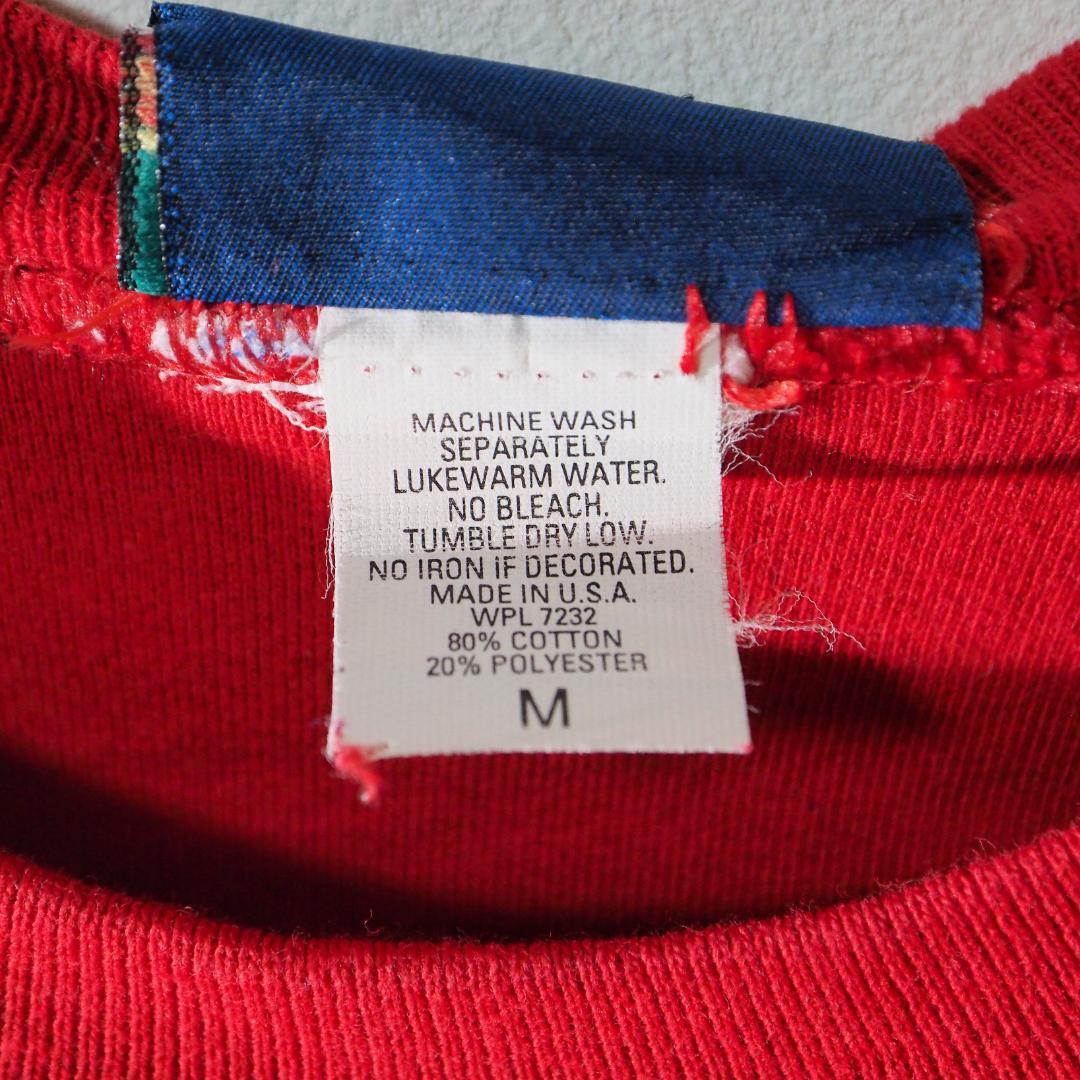 MACHINE WASH
SEPARATELY
LUKEWARM WATER.
NO BLEACH.
TUMBLE DRY LOW.
NO IRON IF DECORATED.
MADE IN U.S.A.
WPL 7232
80% COTTON
20% POLYESTER
M